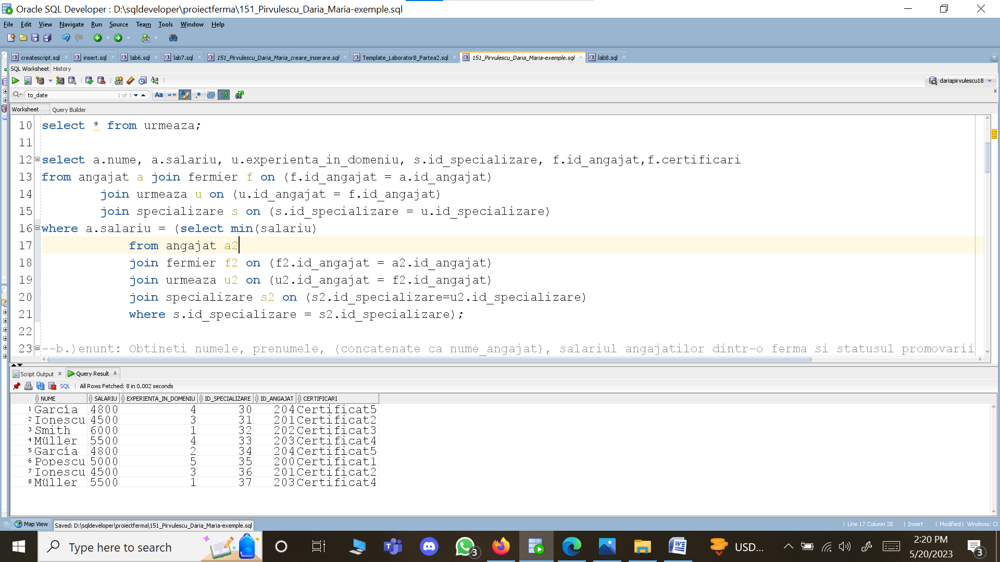 Oracle SQL Developer : D:\sqldeveloper\proiectferma\151_Pirvulescu_Daria_Maria-exemple.sql
File Edit View Navigate Run Source Team Tools Window Help
createscript.sql insert.sql lab6.sql lab7.sql 151_Pirvulescu_Daria_Maria_creare_inserare.sql Template_Laborator8_Partea2.sql 151_Pirvulescu_Daria_Maria-exemple.sql lab8.sql
SQL Worksheet History
dariapirvulescu18
to_date 1 of 1
Worksheet Query Builder
10 select * from urmeaza;
11
12 select a.nume, a.salariu, u.experienta_in_domeniu, s.id_specializare, f.id_angajat,f.certificari
13 from angajat a join fermier f on (f.id_angajat = a.id_angajat)
14 join urmeaza u on (u.id_angajat = f.id_angajat)
15 join specializare s on (s.id_specializare = u.id_specializare)
16 where a.salariu = (select min(salariu)
17 from angajat a2
18 join fermier f2 on (f2.id_angajat = a2.id_angajat)
19 join urmeaza u2 on (u2.id_angajat = f2.id_angajat)
20 join specializare s2 on (s2.id_specializare=u2.id_specializare)
21 where s.id_specializare = s2.id_specializare);
22
23 --b.)enunt: Obtineti numele, prenumele, (concatenate ca nume_angajat), salariul angajatilor dintr-o ferma si statusul promovarii
Script Output x Query Result x
SQL | All Rows Fetched: 8 in 0.002 seconds
NUME SALARIU EXPERIENTA_IN_DOMENIU ID_SPECIALIZARE ID_ANGAJAT CERTIFICARI
1 García 4800 4 30 204 Certificat5
2 Ionescu 4500 3 31 201 Certificat2
3 Smith 6000 1 32 202 Certificat3
4 Müller 5500 4 33 203 Certificat4
5 García 4800 2 34 204 Certificat5
6 Popescu 5000 5 35 200 Certificat1
7 Ionescu 4500 3 36 201 Certificat2
8 Müller 5500 1 37 203 Certificat4
Map View Saved: D:\sqldeveloper\proiectferma\151_Pirvulescu_Daria_Maria-exemple.sql | Line 17 Column 28 | Insert | Modified | Windows: Cl
Type here to search 3 USD... 2:20 PM
5/20/2023 3